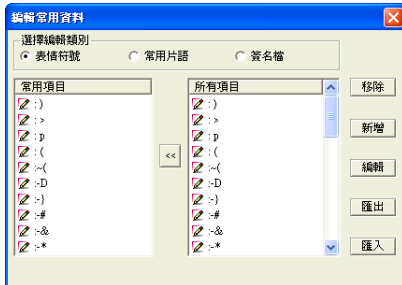 編輯常用資料
選擇編輯類別
表情符號 常用片語 簽名檔
常用項目 所有項目 移除
:) :)
:> :>
:p :p 新增
:( :(
<<
:~( :~( 編輯
:-D :-D
:-} :-}
:-# :-# 匯出
:-& :-&
:-* :-* 匯入